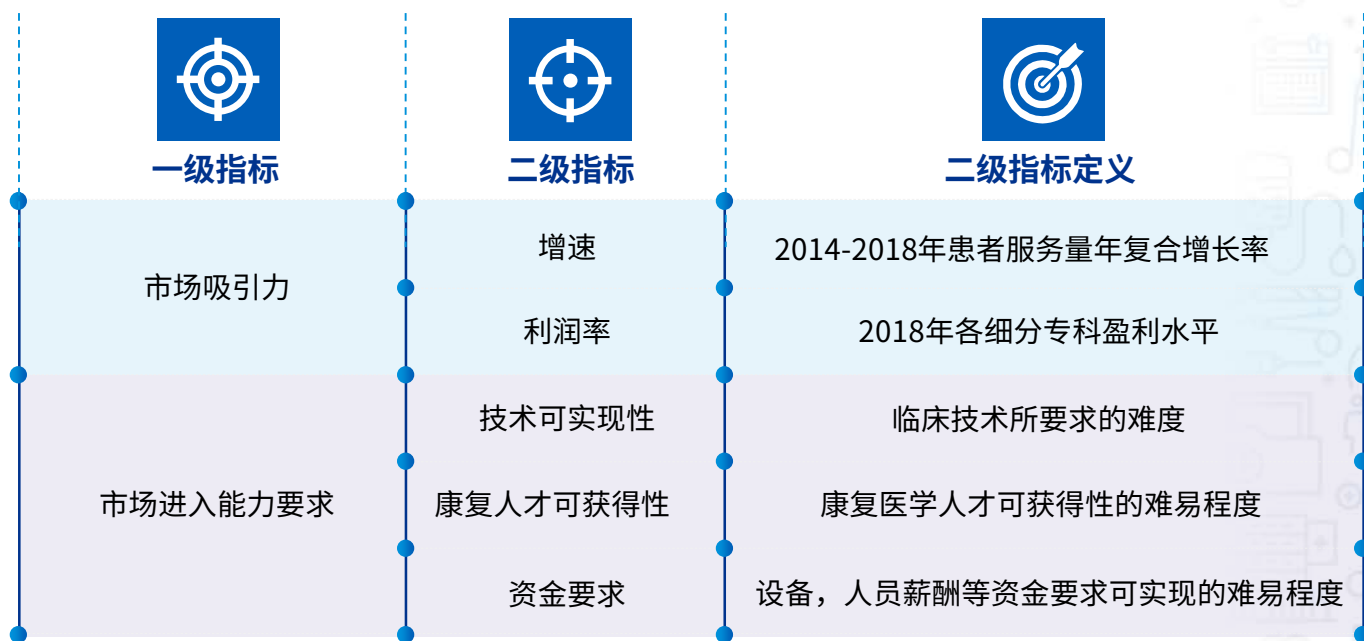 一级指标
二级指标
二级指标定义
市场吸引力
增速
2014-2018年患者服务量年复合增长率
利润率
2018年各细分专科盈利水平
市场进入能力要求
技术可实现性
临床技术所要求的难度
康复人才可获得性
康复医学人才可获得性的难易程度
资金要求
设备，人员薪酬等资金要求可实现的难易程度